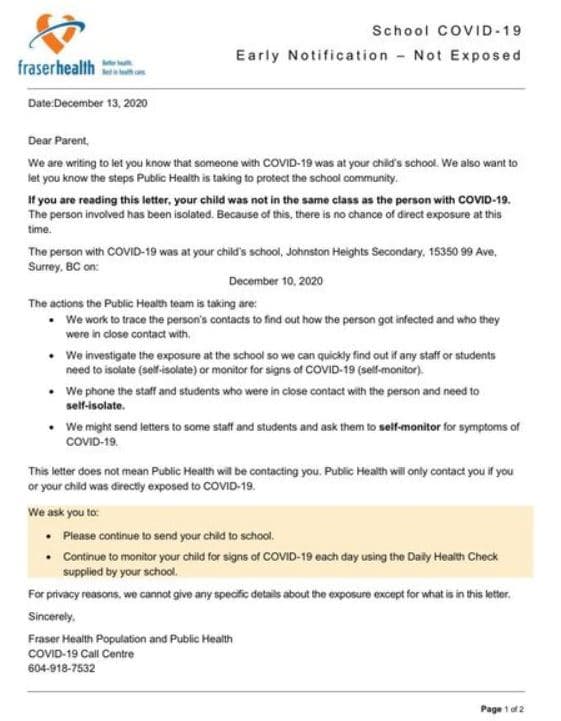 School COVID-19
Early Notification – Not Exposed
fraserhealth
Better health.
Best in health care.
Date:December 13, 2020
Dear Parent,
We are writing to let you know that someone with COVID-19 was at your child's school. We also want to
let you know the steps Public Health is taking to protect the school community.
If you are reading this letter, your child was not in the same class as the person with COVID-19.
The person involved has been isolated. Because of this, there is no chance of direct exposure at this
time.
The person with COVID-19 was at your child's school, Johnston Heights Secondary, 15350 99 Ave,
Surrey, BC on:
December 10, 2020
The actions the Public Health team is taking are:
• We work to trace the person's contacts to find out how the person got infected and who they
were in close contact with.
• We investigate the exposure at the school so we can quickly find out if any staff or students
need to isolate (self-isolate) or monitor for signs of COVID-19 (self-monitor).
• We phone the staff and students who were in close contact with the person and need to
self-isolate.
• We might send letters to some staff and students and ask them to self-monitor for symptoms of
COVID-19.
This letter does not mean Public Health will be contacting you. Public Health will only contact you if you
or your child was directly exposed to COVID-19.
We ask you to:
• Please continue to send your child to school.
• Continue to monitor your child for signs of COVID-19 each day using the Daily Health Check
supplied by your school.
For privacy reasons, we cannot give any specific details about the exposure except for what is in this letter.
Sincerely,
Fraser Health Population and Public Health
COVID-19 Call Centre
604-918-7532
Page 1 of 2